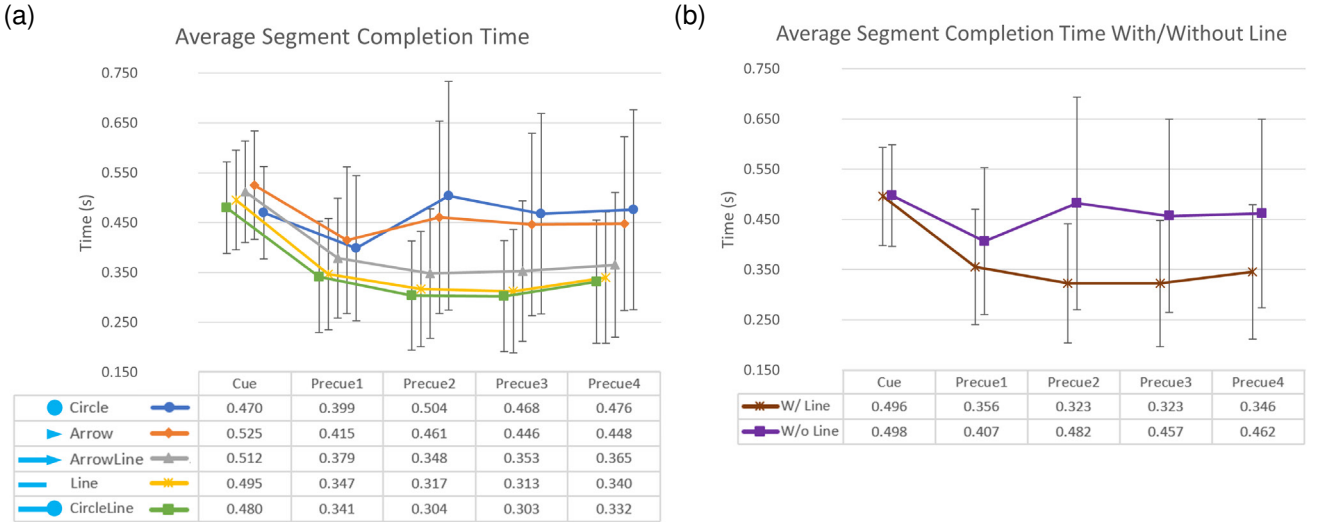 (a)
Average Segment Completion Time
Time (s)
0.750
0.650
0.550
0.450
0.350
0.250
0.150
Cue Precue1 Precue2 Precue3 Precue4
Circle 0.470 0.399 0.504 0.468 0.476
Arrow 0.525 0.415 0.461 0.446 0.448
ArrowLine 0.512 0.379 0.348 0.353 0.365
Line 0.495 0.347 0.317 0.313 0.340
CircleLine 0.480 0.341 0.304 0.303 0.332
(b)
Average Segment Completion Time With/Without Line
Time (s)
0.750
0.650
0.550
0.450
0.350
0.250
0.150
Cue Precue1 Precue2 Precue3 Precue4
W/ Line 0.496 0.356 0.323 0.323 0.346
W/o Line 0.498 0.407 0.482 0.457 0.462